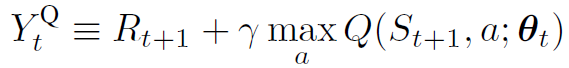 Y_t^Q ≡ R_{t+1} + γ max_a Q(S_{t+1}, a; θ_t)